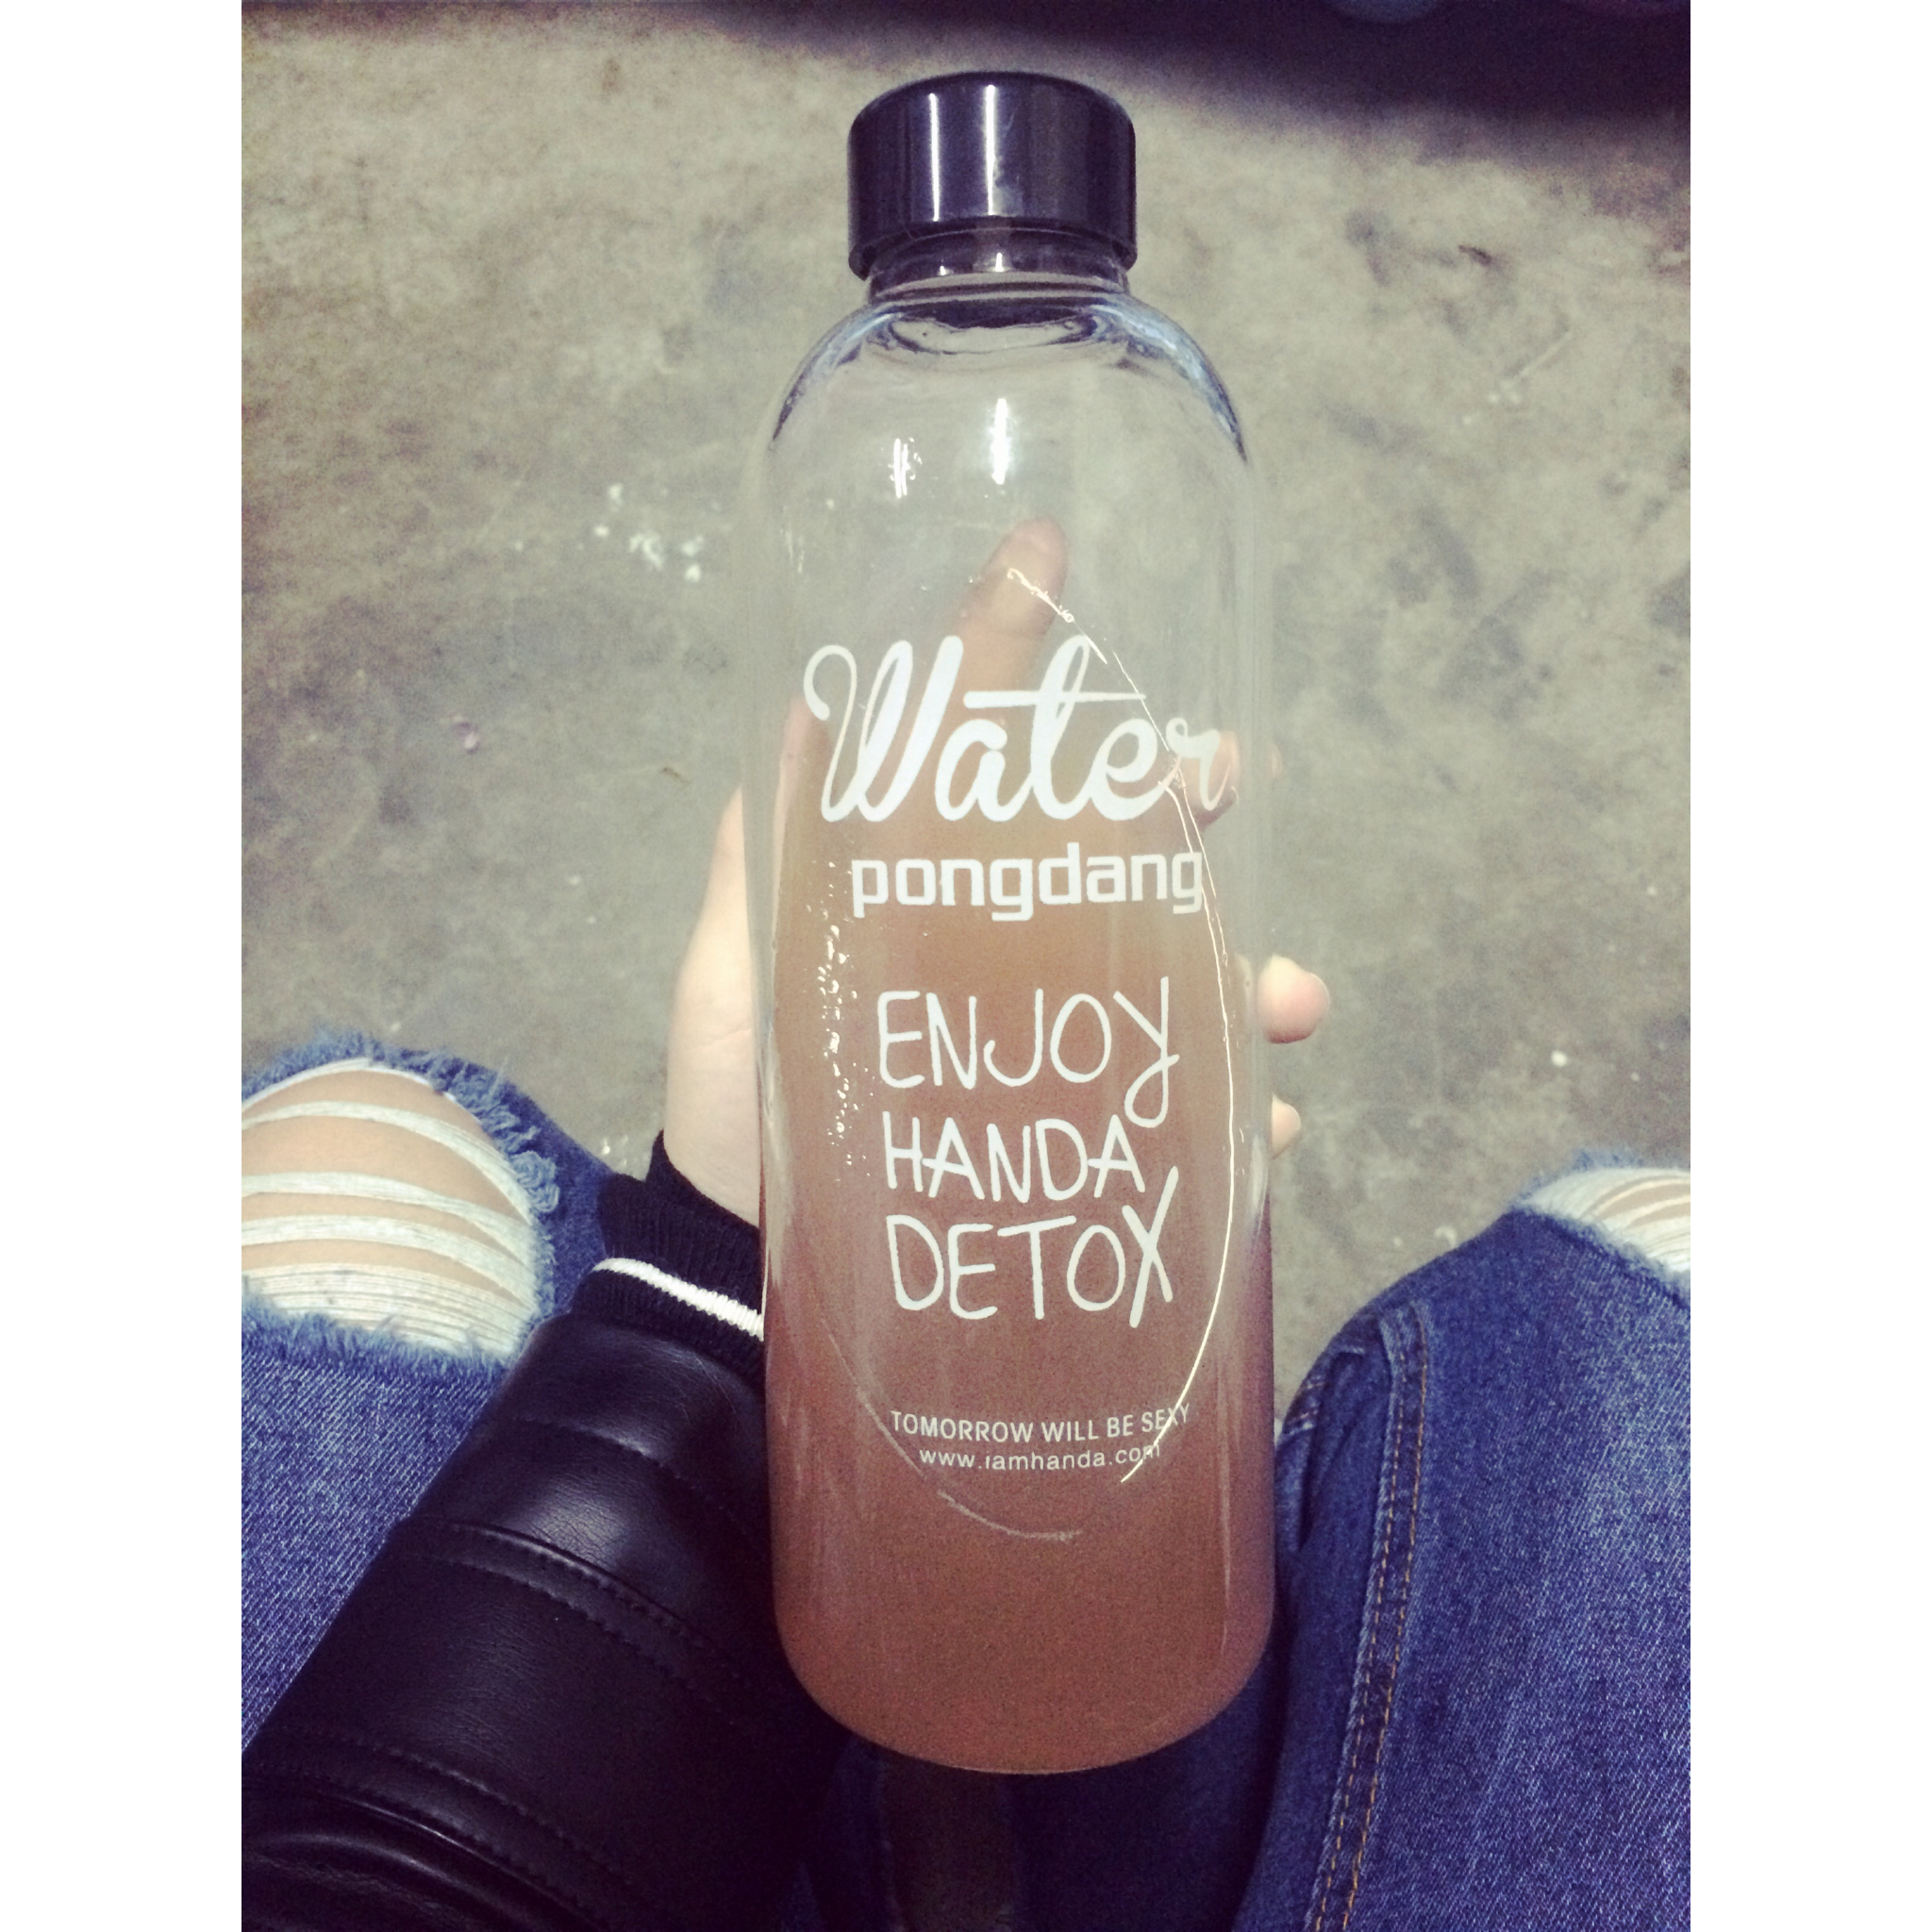 Water
pongdang
ENJOY
HANDA
DETOX
TOMORROW WILL BE SEXY
www.iamhanda.com